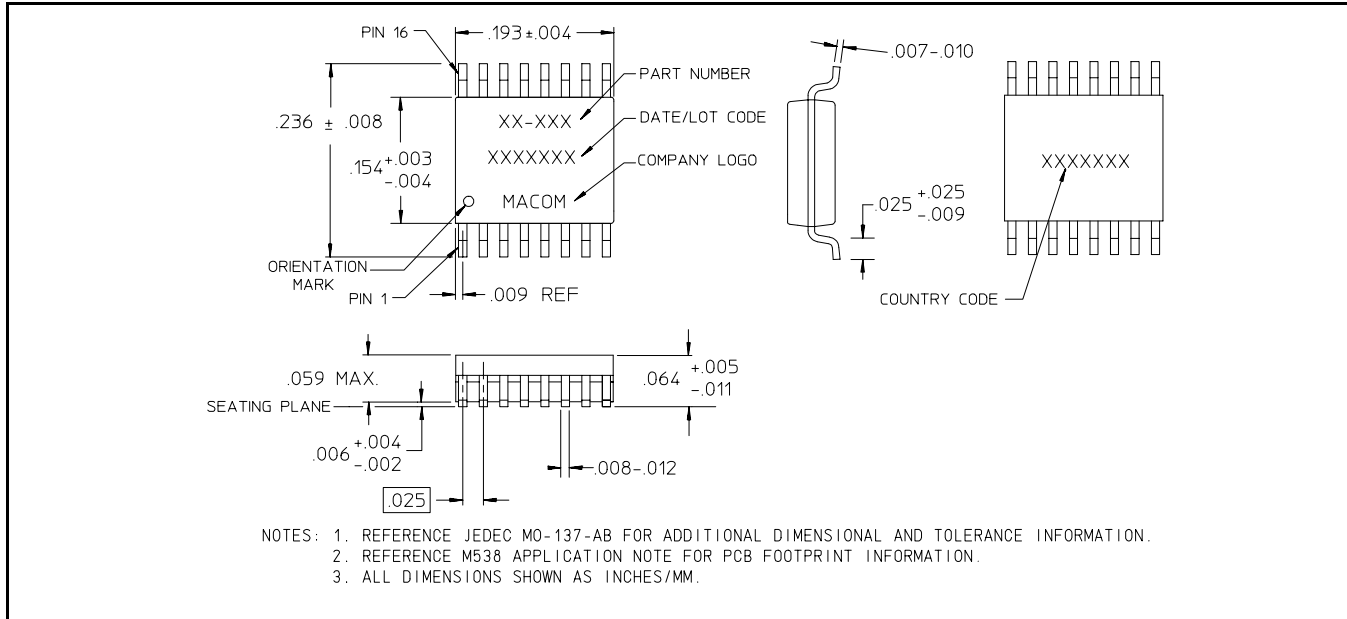 PIN 16
.193±.004
.007-.010
PART NUMBER
XX-XXX
DATE/LOT CODE
.236 ± .008
XXXXXXX
.154 +.003
-.004
COMPANY LOGO
MACOM
XXXXXXX
.025 +.025
-.009
ORIENTATION
MARK
PIN 1
.009 REF
COUNTRY CODE
.059 MAX.
.064 +.005
-.011
SEATING PLANE
.006 +.004
-.002
.008-.012
.025
NOTES: 1. REFERENCE JEDEC MO-137-AB FOR ADDITIONAL DIMENSIONAL AND TOLERANCE INFORMATION.
2. REFERENCE M538 APPLICATION NOTE FOR PCB FOOTPRINT INFORMATION.
3. ALL DIMENSIONS SHOWN AS INCHES/MM.